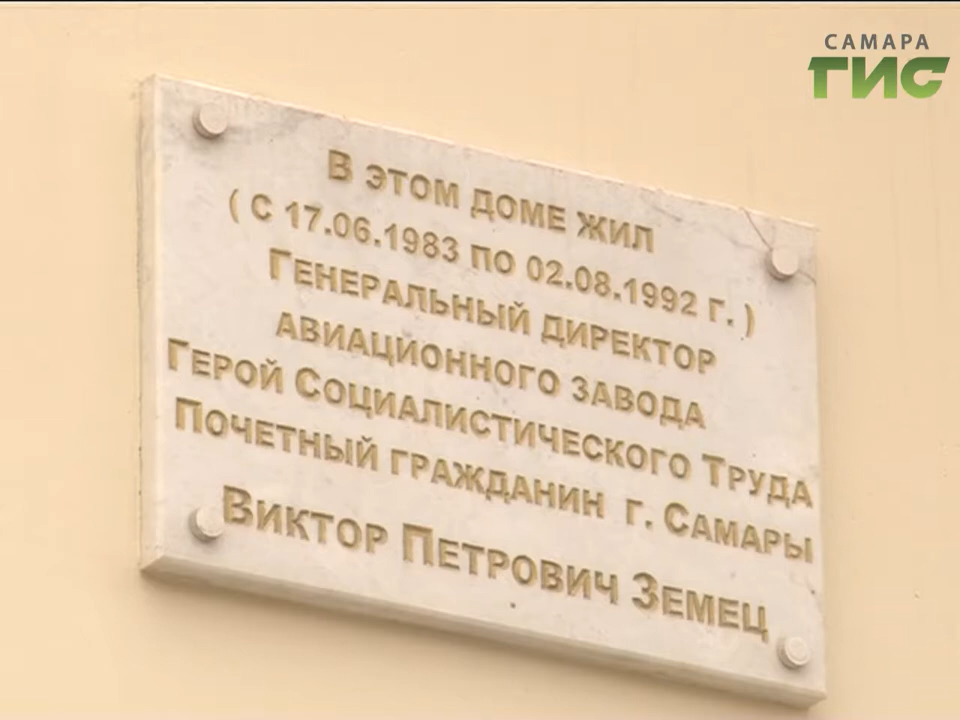 САМАРА
ГИС
В ЭТОМ ДОМЕ ЖИЛ
( С 17.06.1983 ПО 02.08.1992 Г. )
ГЕНЕРАЛЬНЫЙ ДИРЕКТОР
АВИАЦИОННОГО ЗАВОДА
ГЕРОЙ СОЦИАЛИСТИЧЕСКОГО ТРУДА
ПОЧЕТНЫЙ ГРАЖДАНИН Г. САМАРЫ
ВИКТОР ПЕТРОВИЧ ЗЕМЕЦ